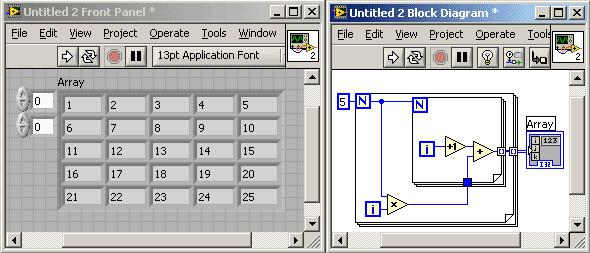 Untitled 2 Front Panel *
File Edit View Project Operate Tools Window
2
13pt Application Font
Array
0 1 2 3 4 5
0 6 7 8 9 10
11 12 13 14 15
16 17 18 19 20
21 22 23 24 25
Untitled 2 Block Diagram *
File Edit View Project Operate Tools
2
5 N N
Array
i +1 +
123
i
j
k
I32
i ×